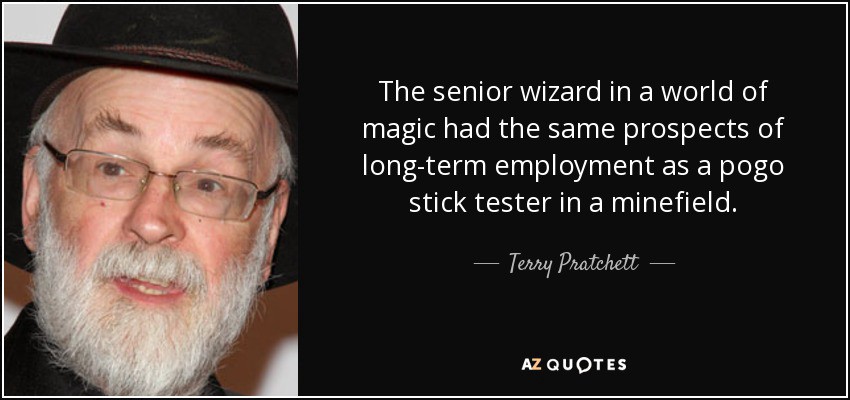 The senior wizard in a world of
magic had the same prospects of
long-term employment as a pogo
stick tester in a minefield.
Terry Pratchett
AZ QUOTES